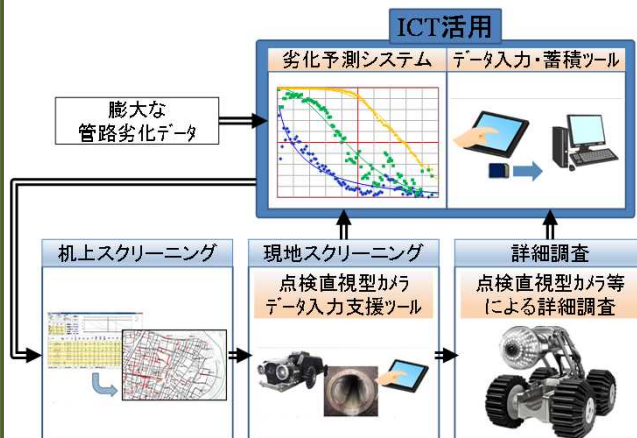 ICT活用
劣化予測システム
データ入力・蓄積ツール
膨大な
管路劣化データ
机上スクリーニング
現地スクリーニング
点検直視型カメラ
データ入力支援ツール
詳細調査
点検直視型カメラ等
による詳細調査